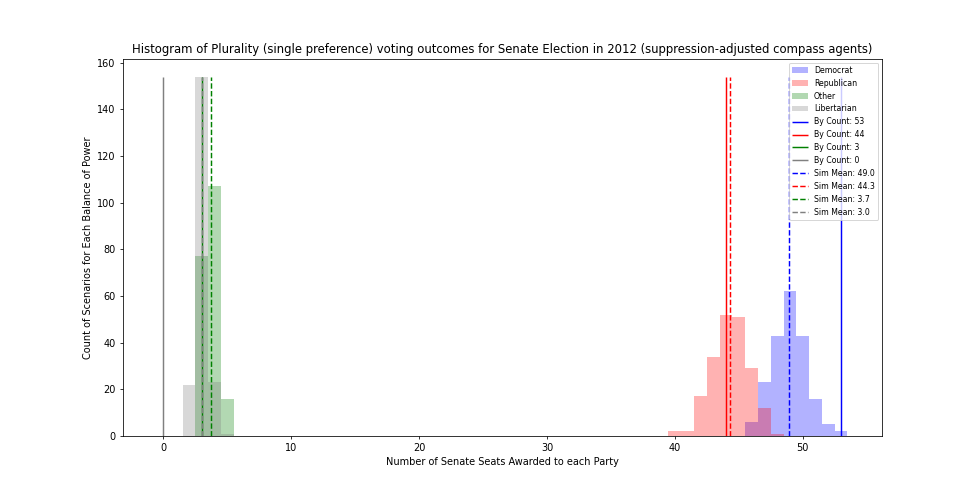 Histogram of Plurality (single preference) voting outcomes for Senate Election in 2012 (suppression-adjusted compass agents)
160
140
120
100
80
60
40
20
0
Count of Scenarios for Each Balance of Power
Democrat
Republican
Other
Libertarian
By Count: 53
By Count: 44
By Count: 3
By Count: 0
Sim Mean: 49.0
Sim Mean: 44.3
Sim Mean: 3.7
Sim Mean: 3.0
0 10 20 30 40 50
Number of Senate Seats Awarded to each Party